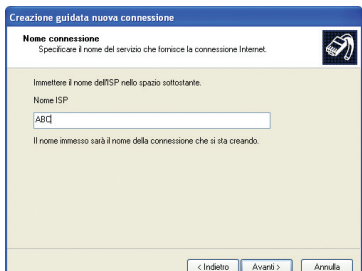 Creazione guidata nuova connessione
Nome connessione
Specificare il nome del servizio che fornisce la connessione Internet.
Immettere il nome dell'ISP nello spazio sottostante.
Nome ISP
ABC
Il nome immesso sarà il nome della connessione che si sta creando.
< Indietro Avanti > Annulla